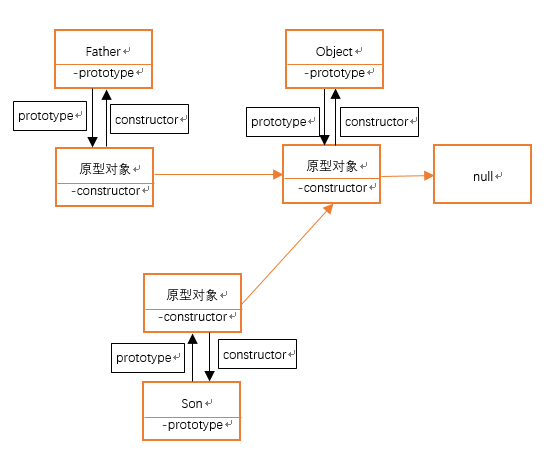 Father
-prototype
Object
-prototype
prototype
constructor
prototype
constructor
原型对象
-constructor
原型对象
-constructor
null
原型对象
-constructor
prototype
constructor
Son
-prototype